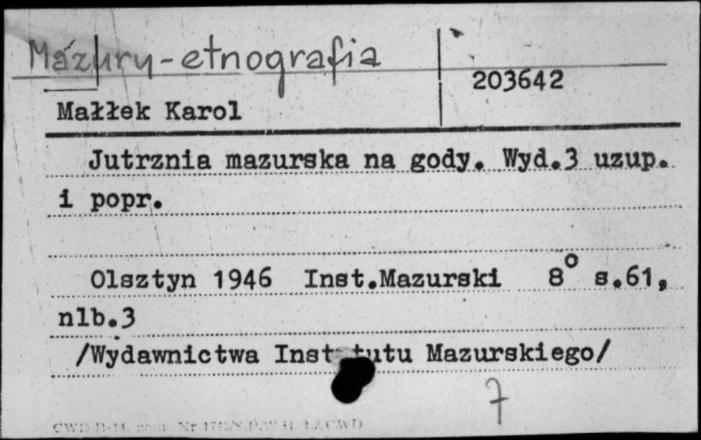 Mazury - etnografia
203642
Małłek Karol
Jutrznia mazurska na gody. Wyd.3 uzup.
i popr.
Olsztyn 1946 Inst.Mazurski 8° s.61,
nlb.3
/Wydawnictwa Instytutu Mazurskiego/
7